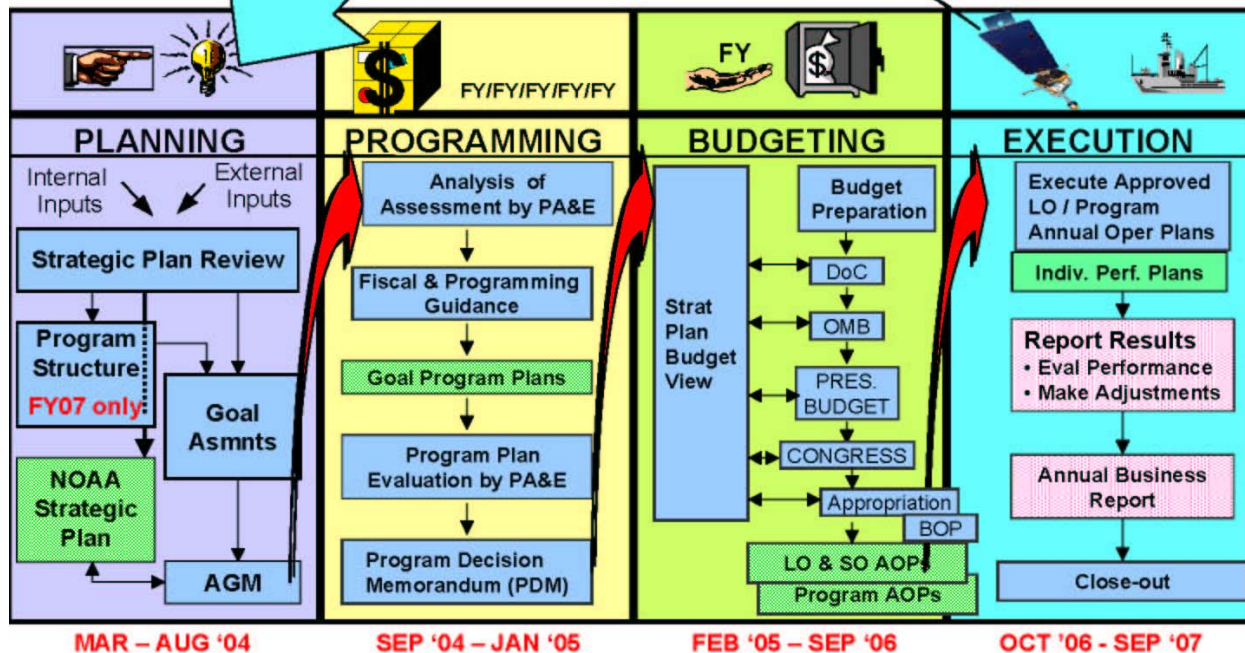 $
FY/FY/FY/FY/FY
FY
$
PLANNING
Internal
Inputs
External
Inputs
Strategic Plan Review
Program
Structure
FY07 only
Goal
Asmnts
NOAA
Strategic
Plan
AGM
MAR – AUG ‘04
PROGRAMMING
Analysis of
Assessment by PA&E
Fiscal & Programming
Guidance
Goal Program Plans
Program Plan
Evaluation by PA&E
Program Decision
Memorandum (PDM)
SEP ‘04 – JAN ‘05
BUDGETING
Strat
Plan
Budget
View
Budget
Preparation
DoC
OMB
PRES.
BUDGET
CONGRESS
Appropriation
BOP
LO & SO AOPs
Program AOPs
FEB ‘05 – SEP ‘06
EXECUTION
Execute Approved
LO / Program
Annual Oper Plans
Indiv. Perf. Plans
Report Results
• Eval Performance
• Make Adjustments
Annual Business
Report
Close-out
OCT ‘06 - SEP ‘07